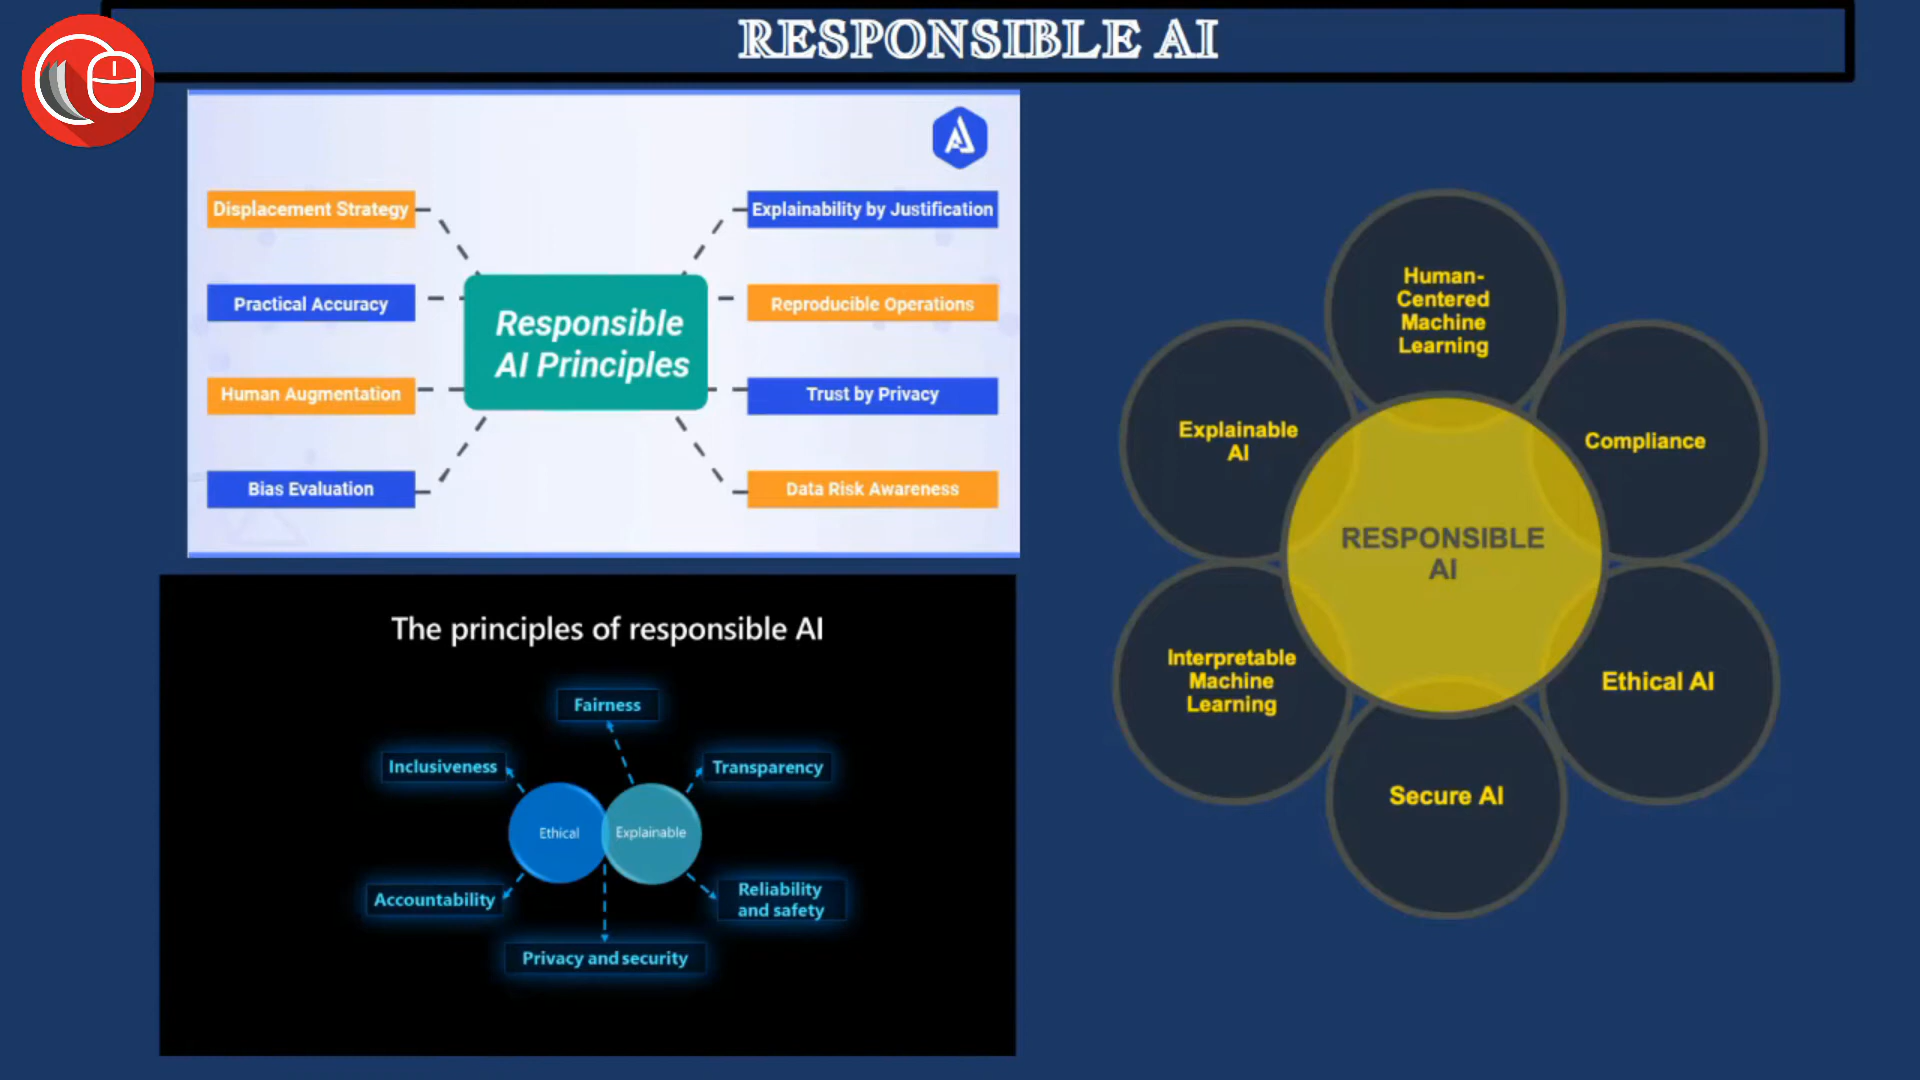 RESPONSIBLE AI
Displacement Strategy
Practical Accuracy
Human Augmentation
Bias Evaluation
Responsible
AI Principles
Explainability by Justification
Reproducible Operations
Trust by Privacy
Data Risk Awareness
The principles of responsible AI
Fairness
Inclusiveness
Transparency
Ethical
Explainable
Accountability
Reliability
and safety
Privacy and security
Human-
Centered
Machine
Learning
Explainable
AI
Compliance
RESPONSIBLE
AI
Interpretable
Machine
Learning
Ethical AI
Secure AI